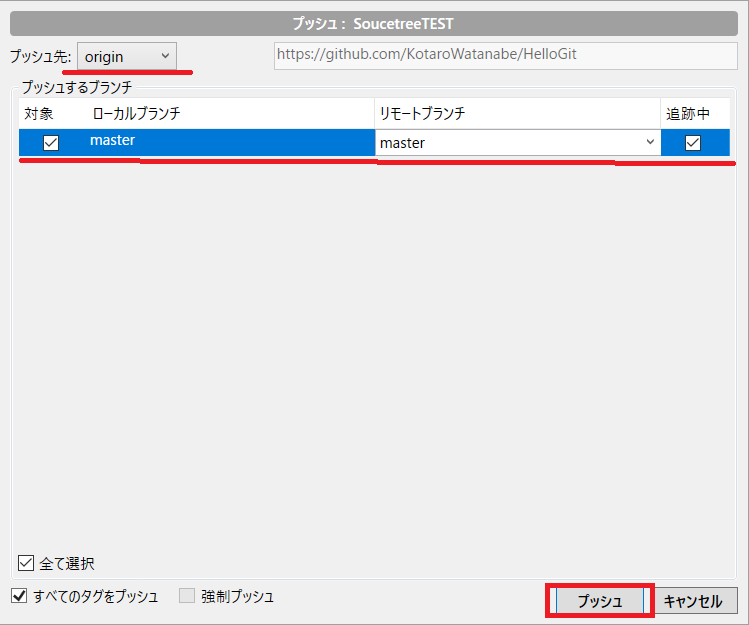 プッシュ： SoucetreeTEST
プッシュ先: origin https://github.com/KotaroWatanabe/HelloGit
プッシュするブランチ
対象 ローカルブランチ リモートブランチ 追跡中
master master
全て選択
すべてのタグをプッシュ 強制プッシュ プッシュ キャンセル